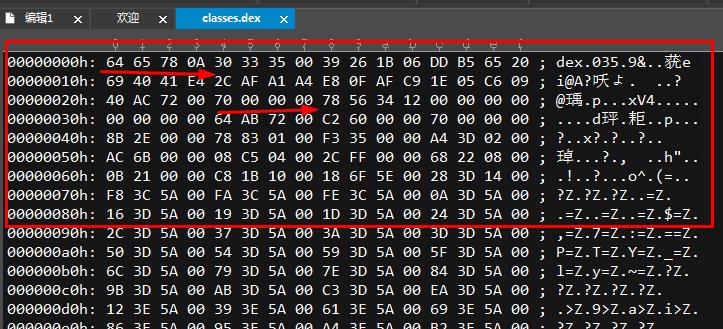 编辑1 欢迎 classes.dex
00000000h: 64 65 78 0A 30 33 35 00 39 26 1B 06 DD B5 65 20 ; dex.035.9&..莸e
00000010h: 69 40 41 E4 2C AF A1 A4 E8 0F AF C9 1E 05 C6 09 ; i@A?¤.. ..?
00000020h: 40 AC 72 00 70 00 00 00 78 56 34 12 00 00 00 00 ; @瑀.p...xV4.....
00000030h: 00 00 00 00 64 AB 72 00 C2 60 00 00 70 00 00 00 ; ....d玶.耟..p...
00000040h: 8B 2E 00 00 78 83 01 00 F3 35 00 00 A4 3D 02 00 ; ?..x?..?..?..
00000050h: AC 6B 00 00 08 C5 04 00 2C FF 00 00 68 22 08 00 ; 琸...?., ..h"..
00000060h: 0B 21 00 00 C8 1B 10 00 18 6F 5E 00 28 3D 14 00 ; .!..?...o^.(=..
00000070h: F8 3C 5A 00 FA 3C 5A 00 FE 3C 5A 00 0A 3D 5A 00 ; ?Z.?Z.?Z..=Z.
00000080h: 16 3D 5A 00 19 3D 5A 00 1D 3D 5A 00 24 3D 5A 00 ; .=Z..=Z..=Z.$=Z.
00000090h: 2C 3D 5A 00 37 3D 5A 00 3A 3D 5A 00 3D 3D 5A 00 ; ,=Z.7=Z.:=Z.==Z.
000000a0h: 50 3D 5A 00 54 3D 5A 00 59 3D 5A 00 5F 3D 5A 00 ; P=Z.T=Z.Y=Z._=Z.
000000b0h: 6C 3D 5A 00 79 3D 5A 00 7E 3D 5A 00 84 3D 5A 00 ; l=Z.y=Z.~=Z.?Z.
000000c0h: 9B 3D 5A 00 AB 3D 5A 00 C3 3D 5A 00 EA 3D 5A 00 ; ?Z.?Z.?Z.?Z.
000000d0h: 12 3E 5A 00 39 3E 5A 00 61 3E 5A 00 69 3E 5A 00 ; .>Z.9>Z.a>Z.i>Z.